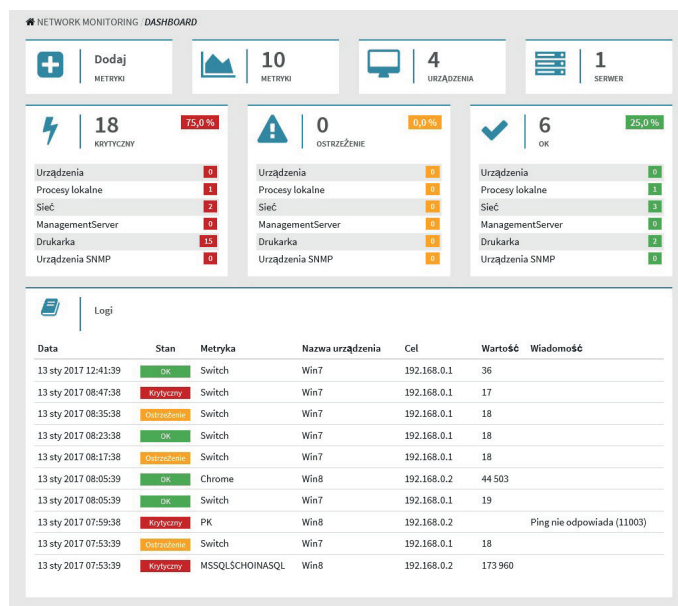 NETWORK MONITORING / DASHBOARD
Dodaj
METRYKI
10
METRYKI
4
URZĄDZENIA
1
SERWER
18
KRYTYCZNY
75,0 %
Urządzenia 0
Procesy lokalne 1
Sieć 2
ManagementServer 0
Drukarka 15
Urządzenia SNMP 0
0
OSTRZEŻENIE
0,0 %
Urządzenia 0
Procesy lokalne 0
Sieć 0
ManagementServer 0
Drukarka 0
Urządzenia SNMP 0
6
OK
25,0 %
Urządzenia 0
Procesy lokalne 1
Sieć 3
ManagementServer 0
Drukarka 2
Urządzenia SNMP 0
Logi
Data Stan Metryka Nazwa urządzenia Cel Wartość Wiadomość
13 sty 2017 12:41:39 OK Switch Win7 192.168.0.1 36
13 sty 2017 08:47:38 Krytyczny Switch Win7 192.168.0.1 17
13 sty 2017 08:35:38 Ostrzeżenie Switch Win7 192.168.0.1 18
13 sty 2017 08:23:38 OK Switch Win7 192.168.0.1 18
13 sty 2017 08:17:38 Ostrzeżenie Switch Win7 192.168.0.1 18
13 sty 2017 08:05:39 OK Chrome Win8 192.168.0.2 44 503
13 sty 2017 08:05:39 OK Switch Win7 192.168.0.1 19
13 sty 2017 07:59:38 Krytyczny PK Win8 192.168.0.2 Ping nie odpowiada (11003)
13 sty 2017 07:53:39 Ostrzeżenie Switch Win7 192.168.0.1 18
13 sty 2017 07:53:39 Krytyczny MSSQL$CHOINASQL Win8 192.168.0.2 173 960